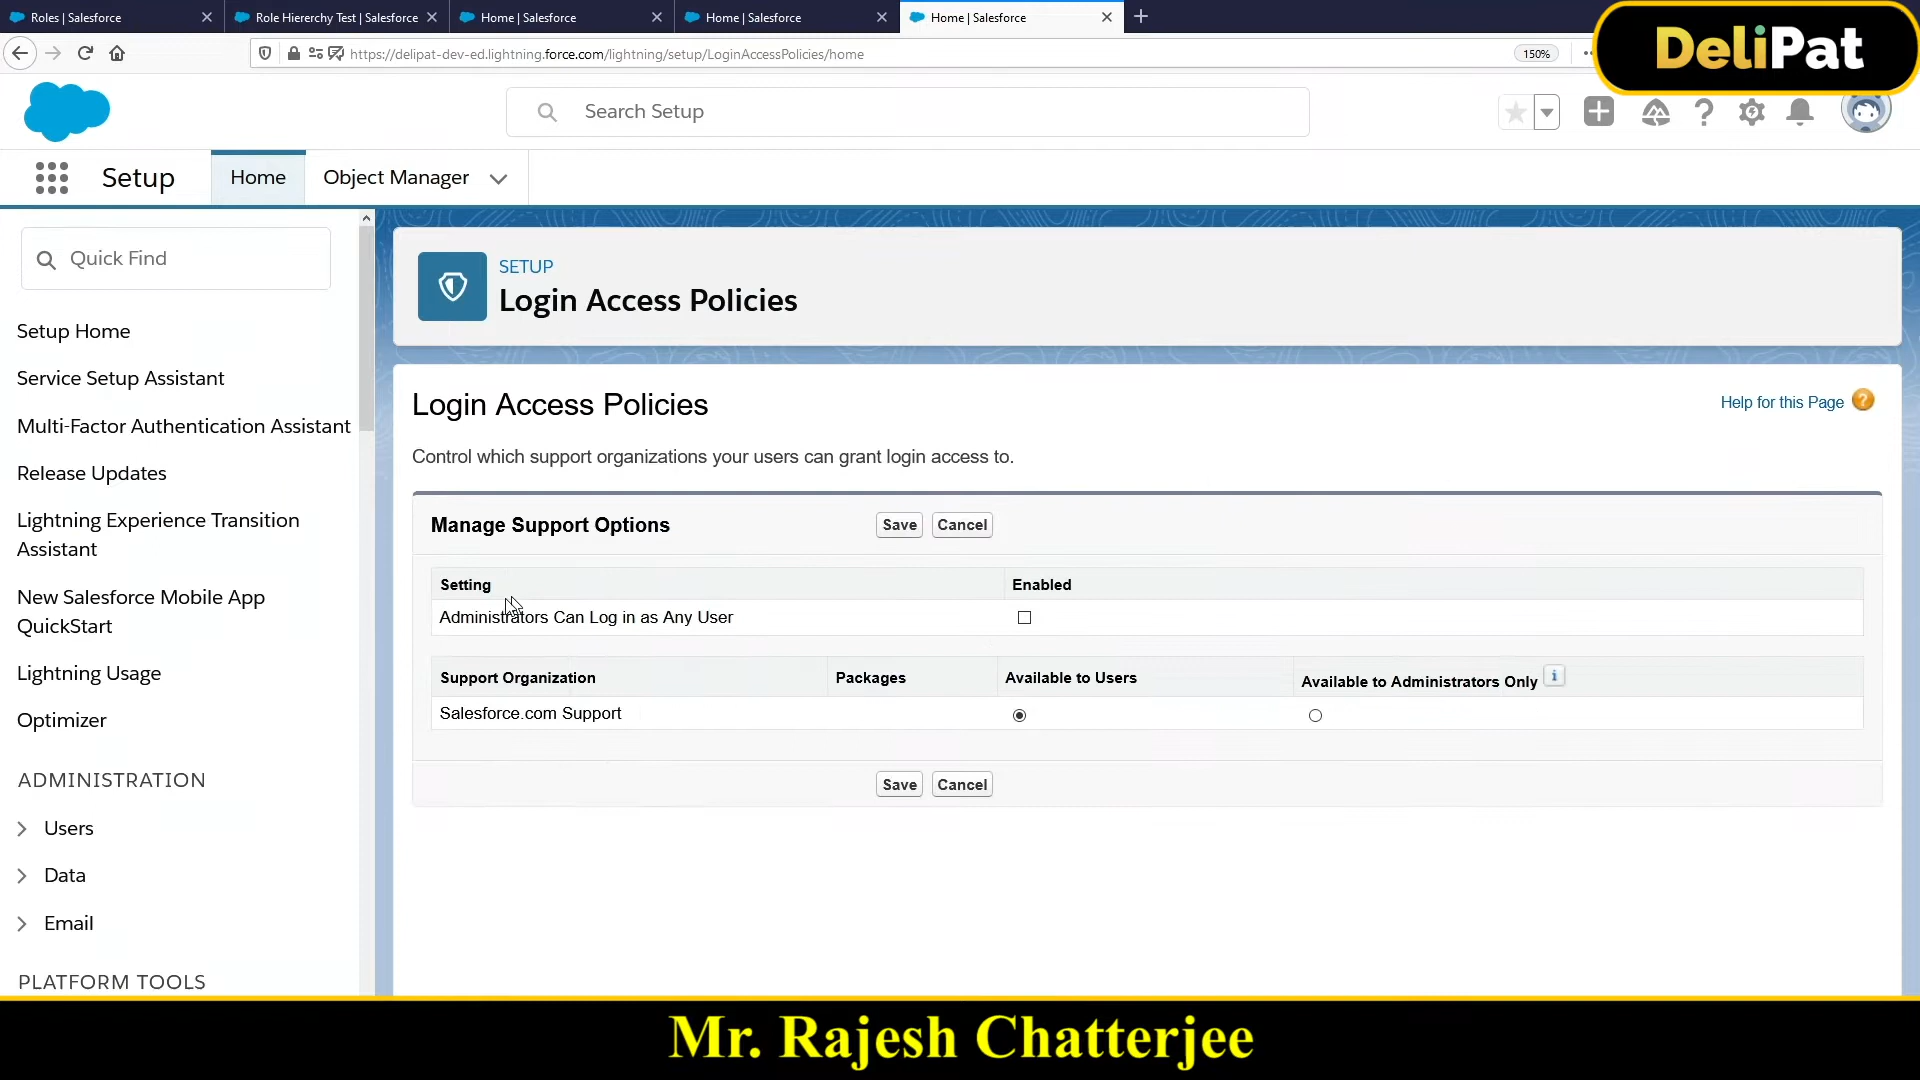 Roles | Salesforce
Role Hiererchy Test | Salesforce
Home | Salesforce
Home | Salesforce
Home | Salesforce
https://delipat-dev-ed.lightning.force.com/lightning/setup/LoginAccessPolicies/home
150%
DeliPat
Search Setup
Setup
Home
Object Manager
Quick Find
Setup Home
Service Setup Assistant
Multi-Factor Authentication Assistant
Release Updates
Lightning Experience Transition
Assistant
New Salesforce Mobile App
QuickStart
Lightning Usage
Optimizer
ADMINISTRATION
Users
Data
Email
PLATFORM TOOLS
SETUP
Login Access Policies
Login Access Policies
Help for this Page ?
Control which support organizations your users can grant login access to.
Manage Support Options
Save Cancel
Setting Enabled
Administrators Can Log in as Any User
Support Organization Packages Available to Users Available to Administrators Only i
Salesforce.com Support
Save Cancel
Mr. Rajesh Chatterjee